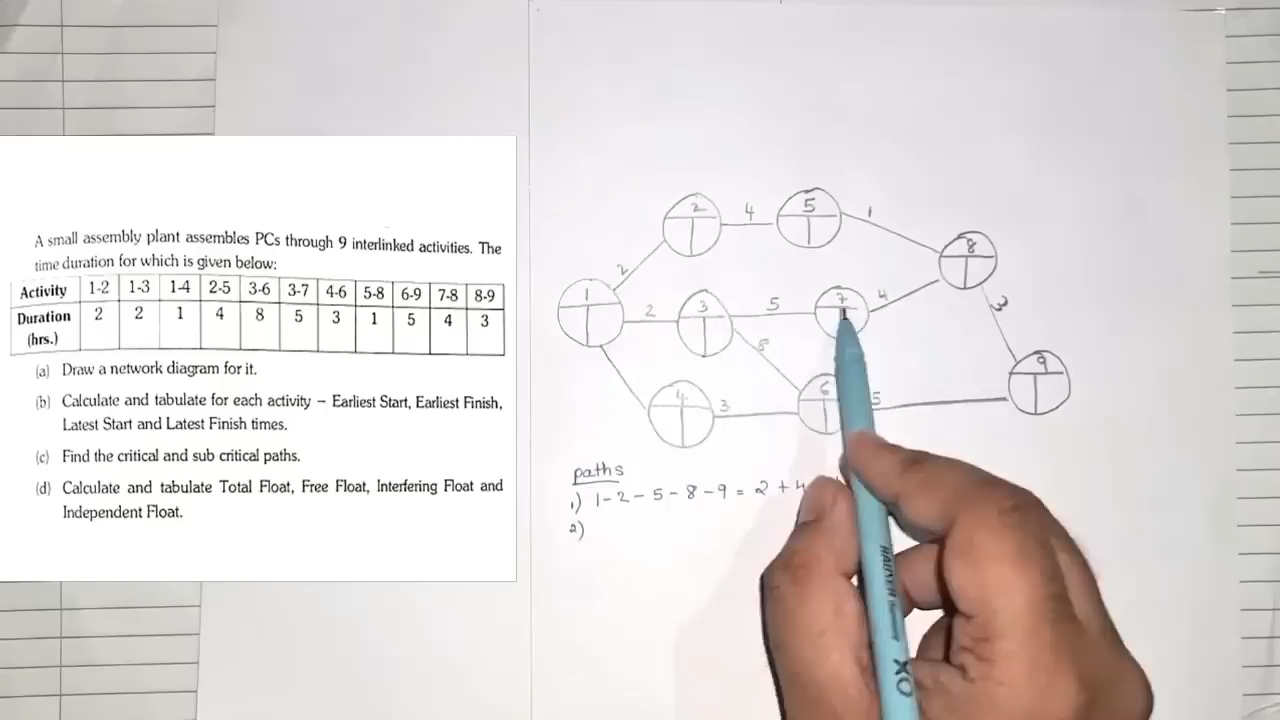 A small assembly plant assembles PCs through 9 interlinked activities. The
time duration for which is given below:
Activity 1-2 1-3 1-4 2-5 3-6 3-7 4-6 5-8 6-9 7-8 8-9
Duration (hrs.) 2 2 1 4 8 5 3 1 5 4 3
(a) Draw a network diagram for it.
(b) Calculate and tabulate for each activity – Earliest Start, Earliest Finish,
Latest Start and Latest Finish times.
(c) Find the critical and sub critical paths.
(d) Calculate and tabulate Total Float, Free Float, Interfering Float and
Independent Float.
2 4 5 1
8
2
1 2 3 5 7 4
3
8
9
4 3 6 5
paths
1) 1-2-5-8-9 = 2 + 4
2)
XO